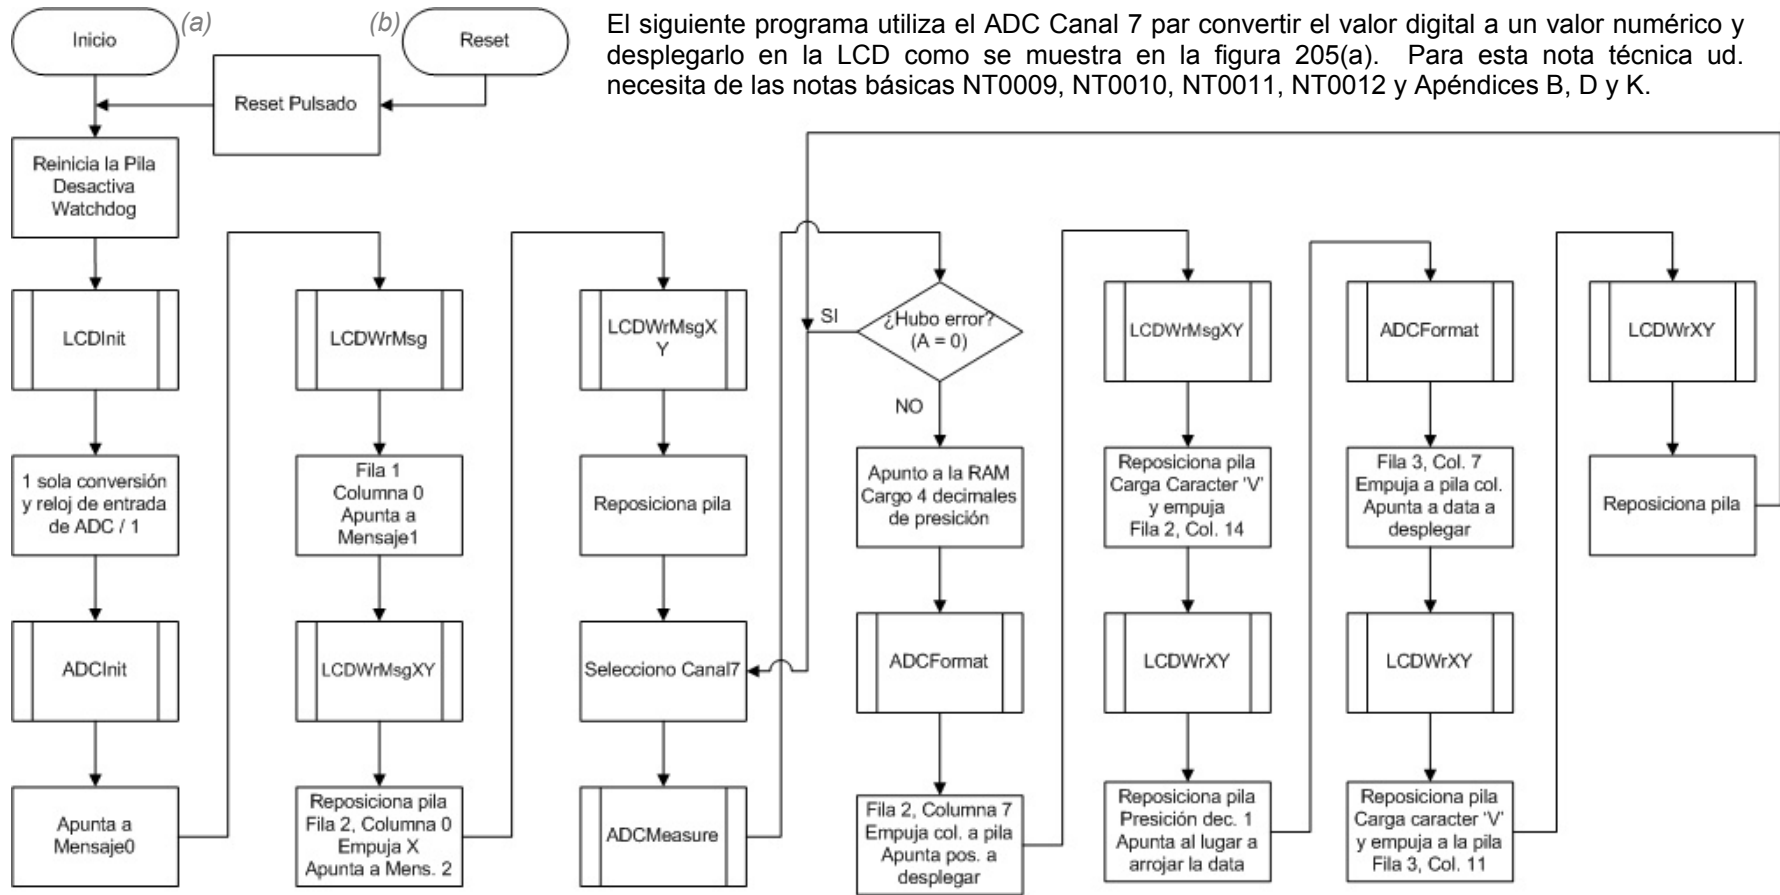 Inicio
(a)
(b)
Reset
El siguiente programa utiliza el ADC Canal 7 par convertir el valor digital a un valor numérico y
desplegarlo en la LCD como se muestra en la figura 205(a). Para esta nota técnica ud.
necesita de las notas básicas NT0009, NT0010, NT0011, NT0012 y Apéndices B, D y K.
Reset Pulsado
Reinicia la Pila
Desactiva
Watchdog
LCDInit
1 sola conversión
y reloj de entrada
de ADC / 1
ADCInit
Apunta a
Mensaje0
LCDWrMsg
Fila 1
Columna 0
Apunta a
Mensaje1
LCDWrMsgXY
Reposiciona pila
Fila 2, Columna 0
Empuja X
Apunta a Mens. 2
LCDWrMsgX
Y
Reposiciona pila
Selecciono Canal7
ADCMeasure
¿Hubo error?
(A = 0)
SI
NO
Apunto a la RAM
Cargo 4 decimales
de presición
ADCFormat
Fila 2, Columna 7
Empuja col. a pila
Apunta pos. a
desplegar
LCDWrMsgXY
Reposiciona pila
Carga Caracter 'V'
y empuja
Fila 2, Col. 14
LCDWrXY
Reposiciona pila
Presición dec. 1
Apunta al lugar a
arrojar la data
ADCFormat
Fila 3, Col. 7
Empuja a pila col.
Apunta a data a
desplegar
LCDWrXY
Reposiciona pila
Carga caracter 'V'
y empuja a la pila
Fila 3, Col. 11
LCDWrXY
Reposiciona pila